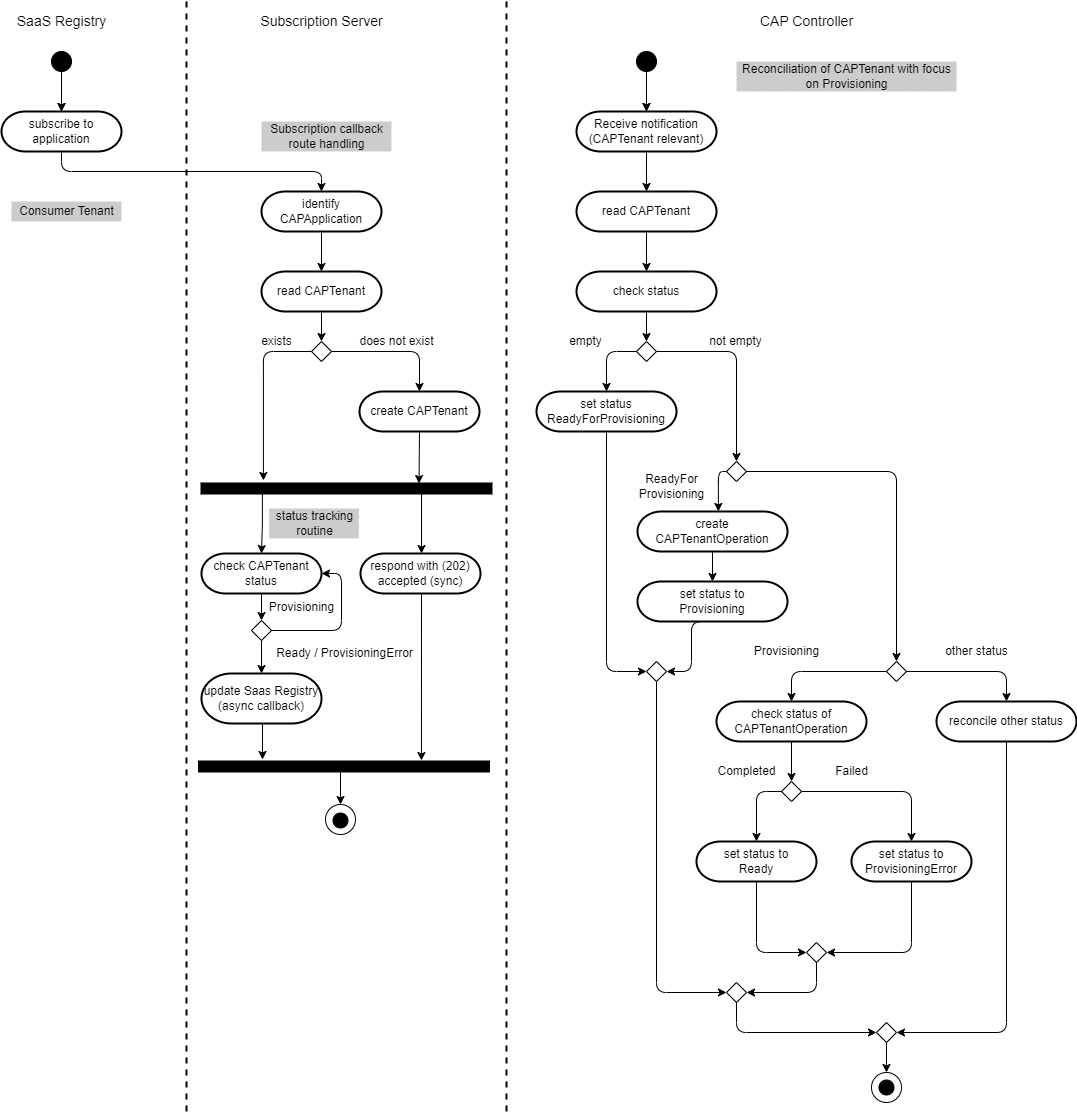 SaaS Registry
Subscription Server
CAP Controller
subscribe to
application
Consumer Tenant
Subscription callback
route handling
identify
CAPApplication
read CAPTenant
exists
does not exist
create CAPTenant
status tracking
routine
check CAPTenant
status
respond with (202)
accepted (sync)
Provisioning
Ready / ProvisioningError
update Saas Registry
(async callback)
Reconciliation of CAPTenant with focus
on Provisioning
Receive notification
(CAPTenant relevant)
read CAPTenant
check status
empty
not empty
set status
ReadyForProvisioning
ReadyFor
Provisioning
create
CAPTenantOperation
set status to
Provisioning
Provisioning
other status
check status of
CAPTenantOperation
reconcile other status
Completed
Failed
set status to
Ready
set status to
ProvisioningError